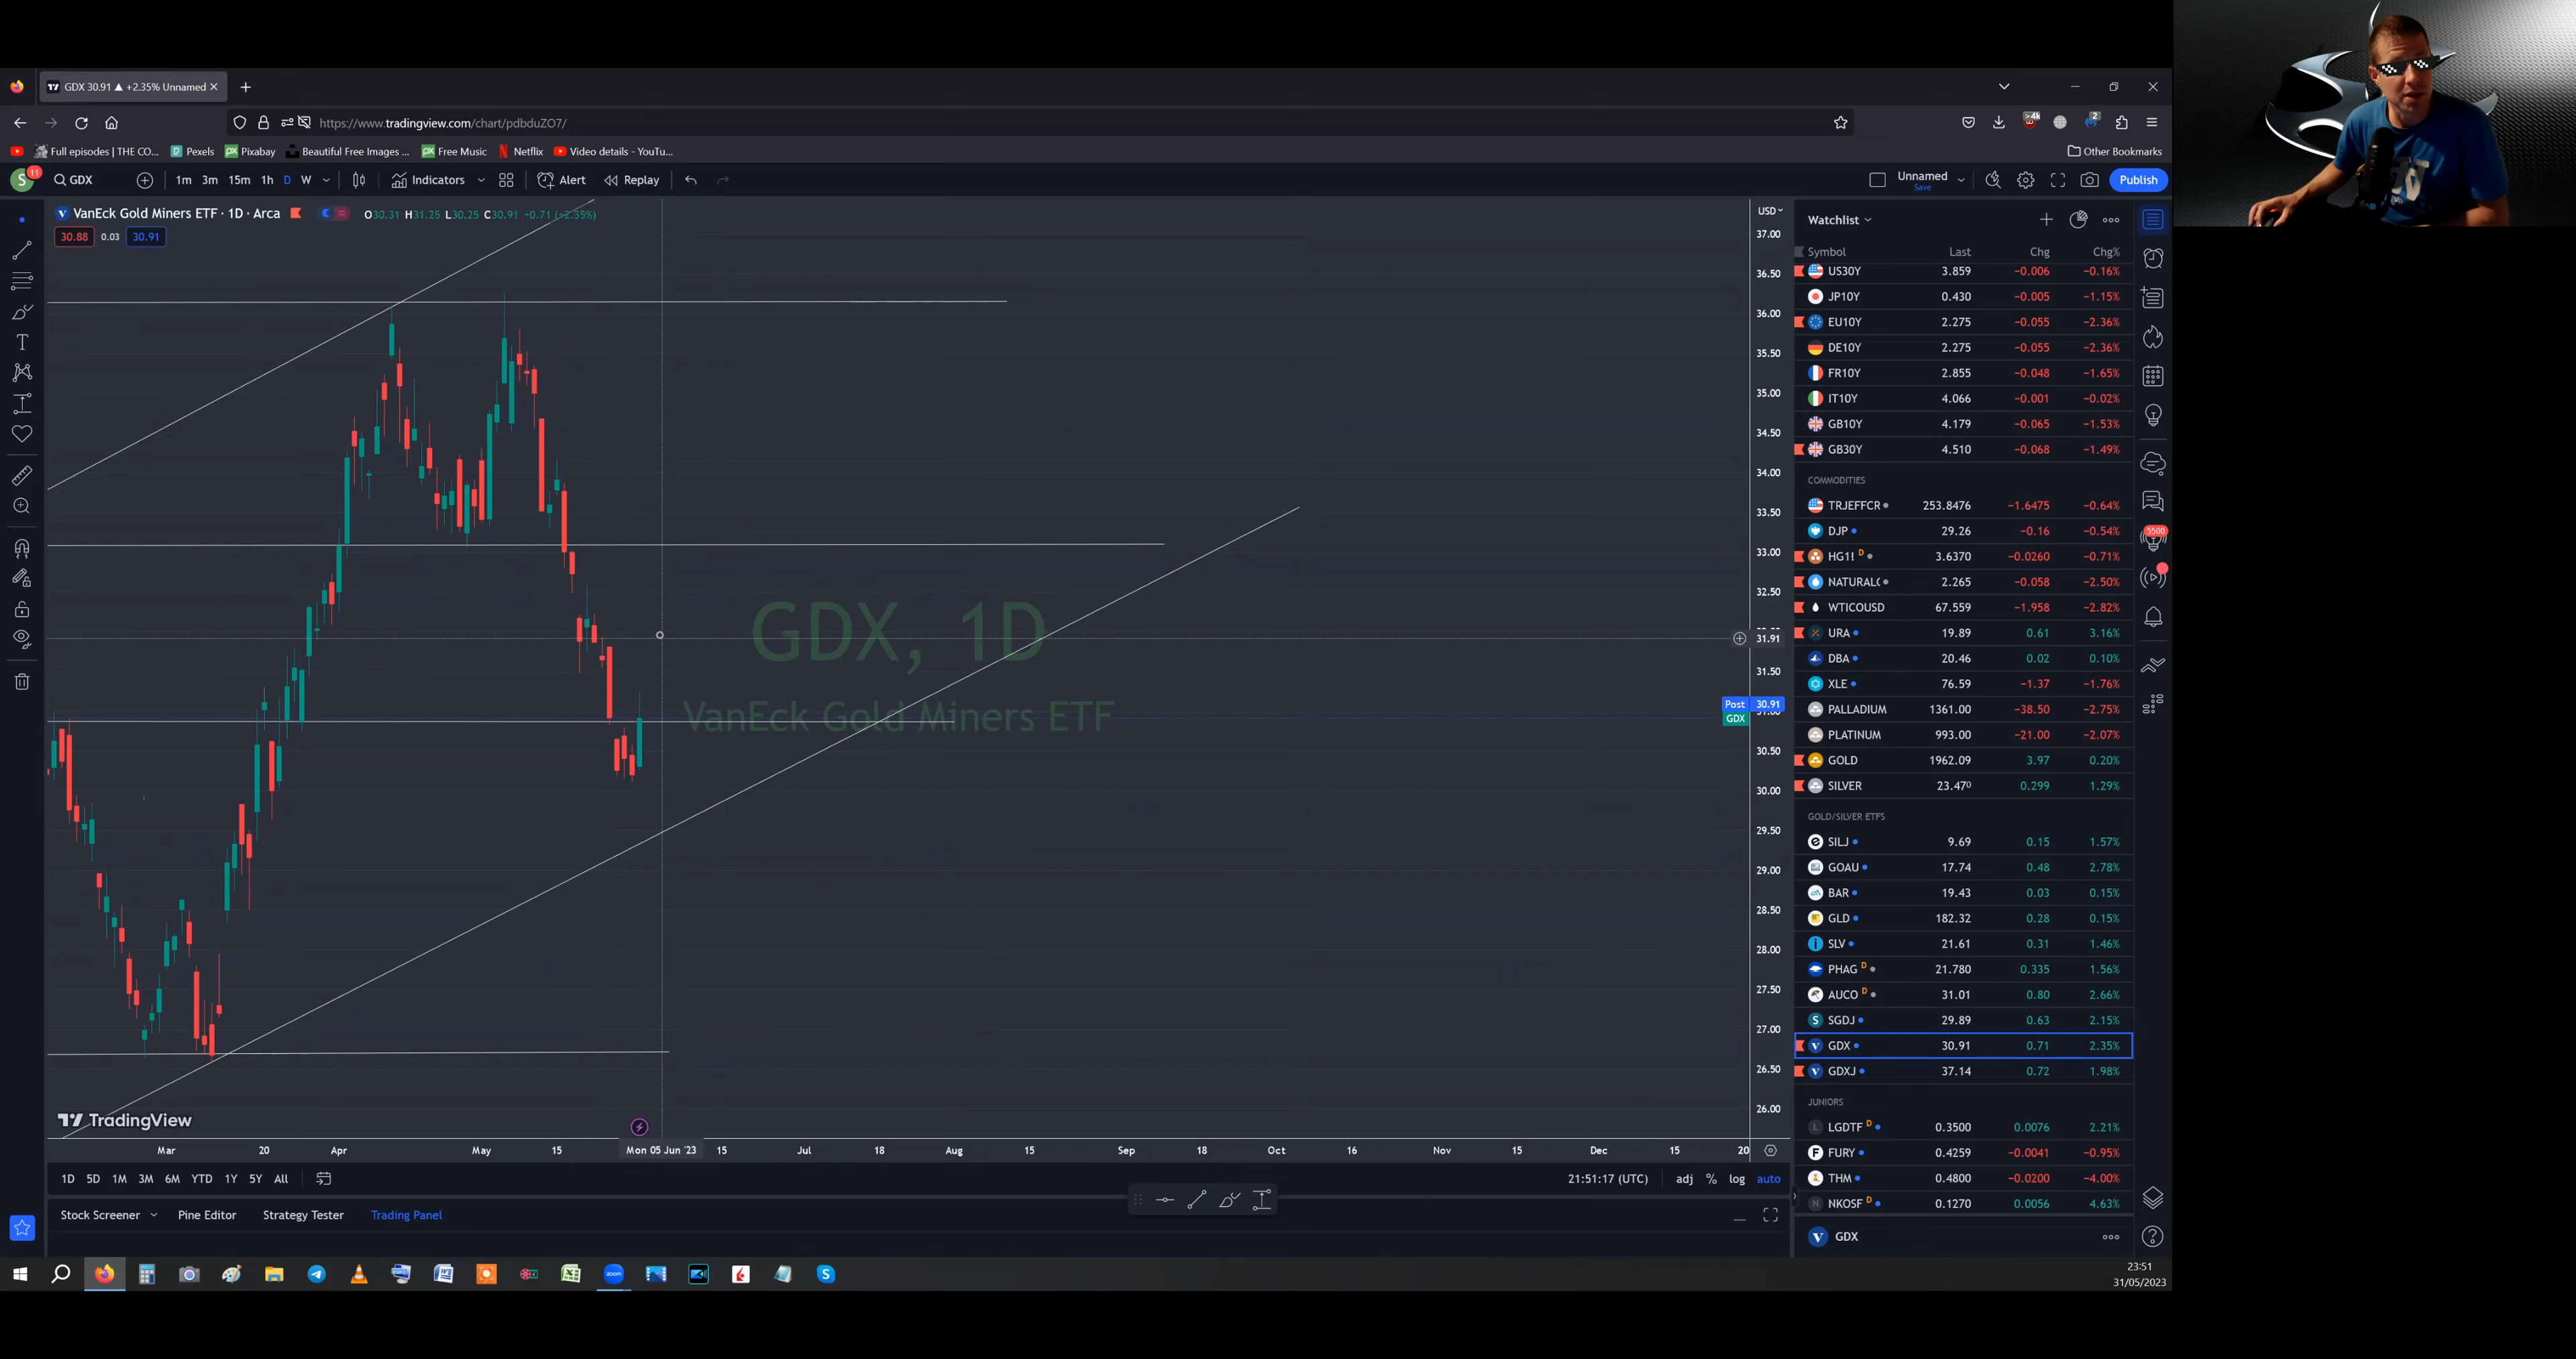 GDX 30.91 ▲ +2.35% Unnamed
https://www.tradingview.com/chart/pdbduZO7/
>4k
2
Full episodes | THE CO...
Pexels
Pixabay
Beautiful Free Images ...
Free Music
Netflix
Video details - YouTu...
Other Bookmarks
S 11
GDX
1m 3m 15m 1h D W
Indicators
Alert
Replay
Unnamed
Save
Publish
VanEck Gold Miners ETF · 1D · Arca
O30.31 H31.25 L30.25 C30.91 +0.71 (+2.35%)
30.88 0.03 30.91
USD
37.00
36.50
36.00
35.50
35.00
34.50
34.00
33.50
33.00
32.50
31.91
31.50
Post 30.91
GDX
30.50
30.00
29.50
29.00
28.50
28.00
27.50
27.00
26.50
26.00
GDX, 1D
VanEck Gold Miners ETF
TradingView
Mar 20 Apr May 15 Mon 05 Jun '23 15 Jul 18 Aug 15 Sep 18 Oct 16 Nov 15 Dec 15 20
1D 5D 1M 3M 6M YTD 1Y 5Y All
21:51:17 (UTC) adj % log auto
Stock Screener Pine Editor Strategy Tester Trading Panel
Watchlist
Symbol Last Chg Chg%
US30Y 3.859 −0.006 −0.16%
JP10Y 0.430 −0.005 −1.15%
EU10Y 2.275 −0.055 −2.36%
DE10Y 2.275 −0.055 −2.36%
FR10Y 2.855 −0.048 −1.65%
IT10Y 4.066 −0.001 −0.02%
GB10Y 4.179 −0.065 −1.53%
GB30Y 4.510 −0.068 −1.49%
COMMODITIES
TRJEFFCR 253.8476 −1.6475 −0.64%
DJP 29.26 −0.16 −0.54%
HG1! D 3.6370 −0.0260 −0.71%
NATURALG 2.265 −0.058 −2.50%
WTICOUSD 67.559 −1.958 −2.82%
URA 19.89 0.61 3.16%
DBA 20.46 0.02 0.10%
XLE 76.59 −1.37 −1.76%
PALLADIUM 1361.00 −38.50 −2.75%
PLATINUM 993.00 −21.00 −2.07%
GOLD 1962.09 3.97 0.20%
SILVER 23.470 0.299 1.29%
GOLD/SILVER ETFS
SILJ 9.69 0.15 1.57%
GOAU 17.74 0.48 2.78%
BAR 19.43 0.03 0.15%
GLD 182.32 0.28 0.15%
SLV 21.61 0.31 1.46%
PHAG D 21.780 0.335 1.56%
AUCO D 31.01 0.80 2.66%
SGDJ 29.89 0.63 2.15%
GDX 30.91 0.71 2.35%
GDXJ 37.14 0.72 1.98%
JUNIORS
LGDTF D 0.3500 0.0076 2.21%
FURY 0.4259 −0.0041 −0.95%
THM 0.4800 −0.0200 −4.00%
NKOSF D 0.1270 0.0056 4.63%
GDX
5500
zoom
23:51
31/05/2023